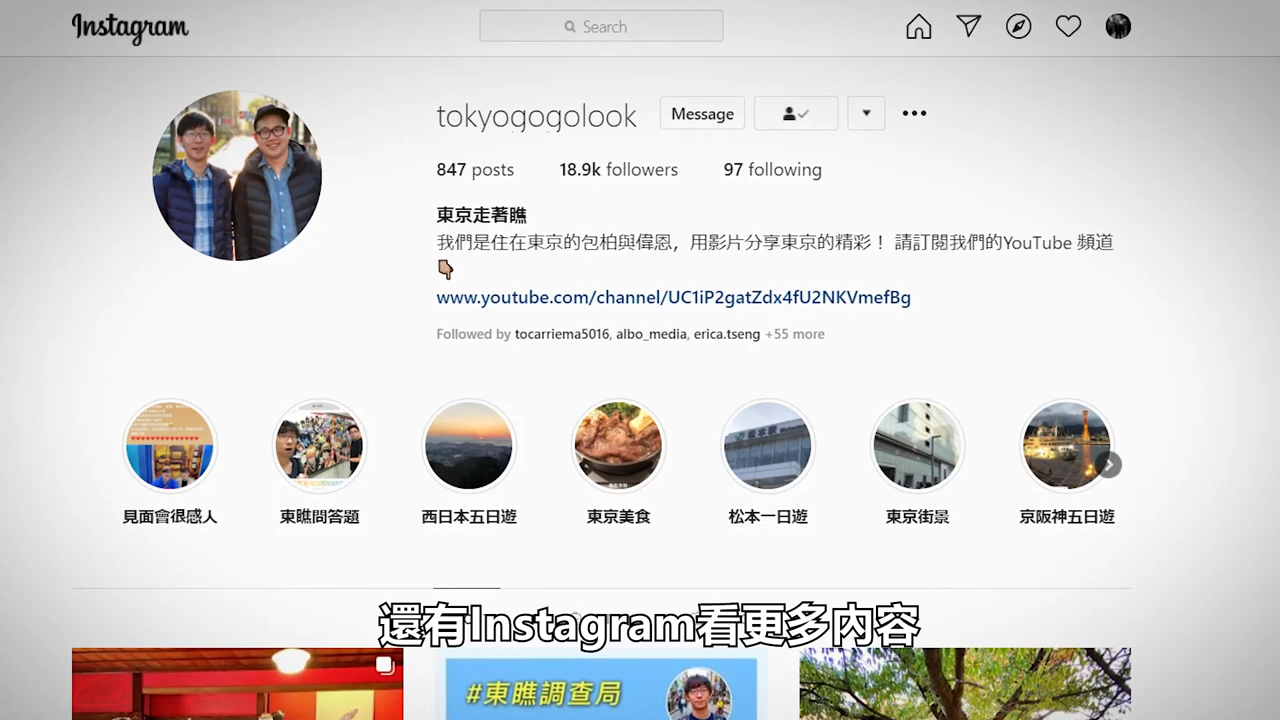 Instagram
Search
tokyogogolook
Message
847 posts
18.9k followers
97 following
東京走著瞧
我們是住在東京的包柏與偉恩，用影片分享東京的精彩！ 請訂閱我們的YouTube 頻道
👇🏽
www.youtube.com/channel/UC1iP2gatZdx4fU2NKVmefBg
Followed by tocarriema5016, albo_media, erica.tseng +55 more
見面會很感人
東瞧問答題
西日本五日遊
東京美食
松本一日遊
東京街景
京阪神五日遊
還有Instagram看更多內容
#東瞧調查局